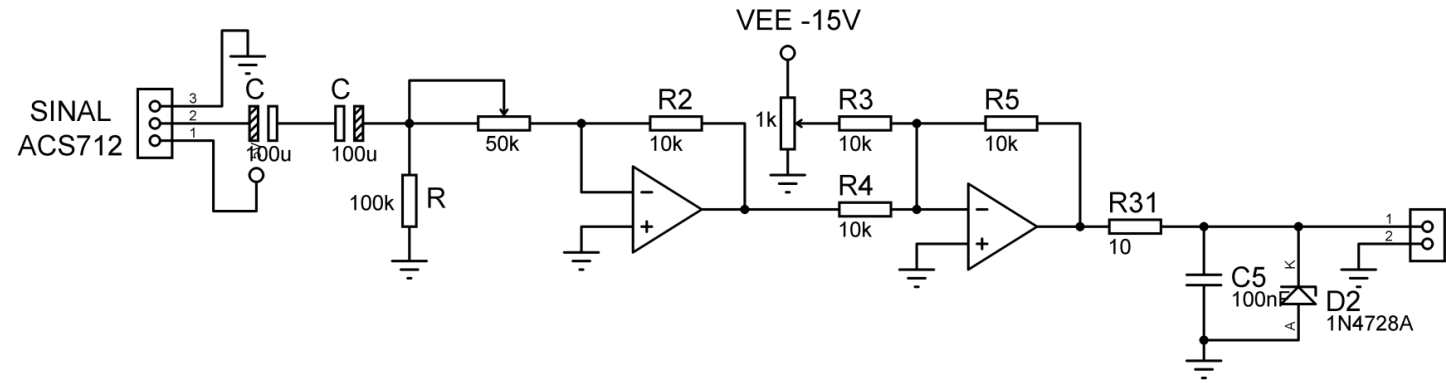 VEE -15V
SINAL
ACS712
3
2
1
C
100u
C
100u
50k
R2
10k
1k
R3
10k
R5
10k
100k
R
R4
10k
R31
10
1
2
C5
100nF
K
A
D2
1N4728A